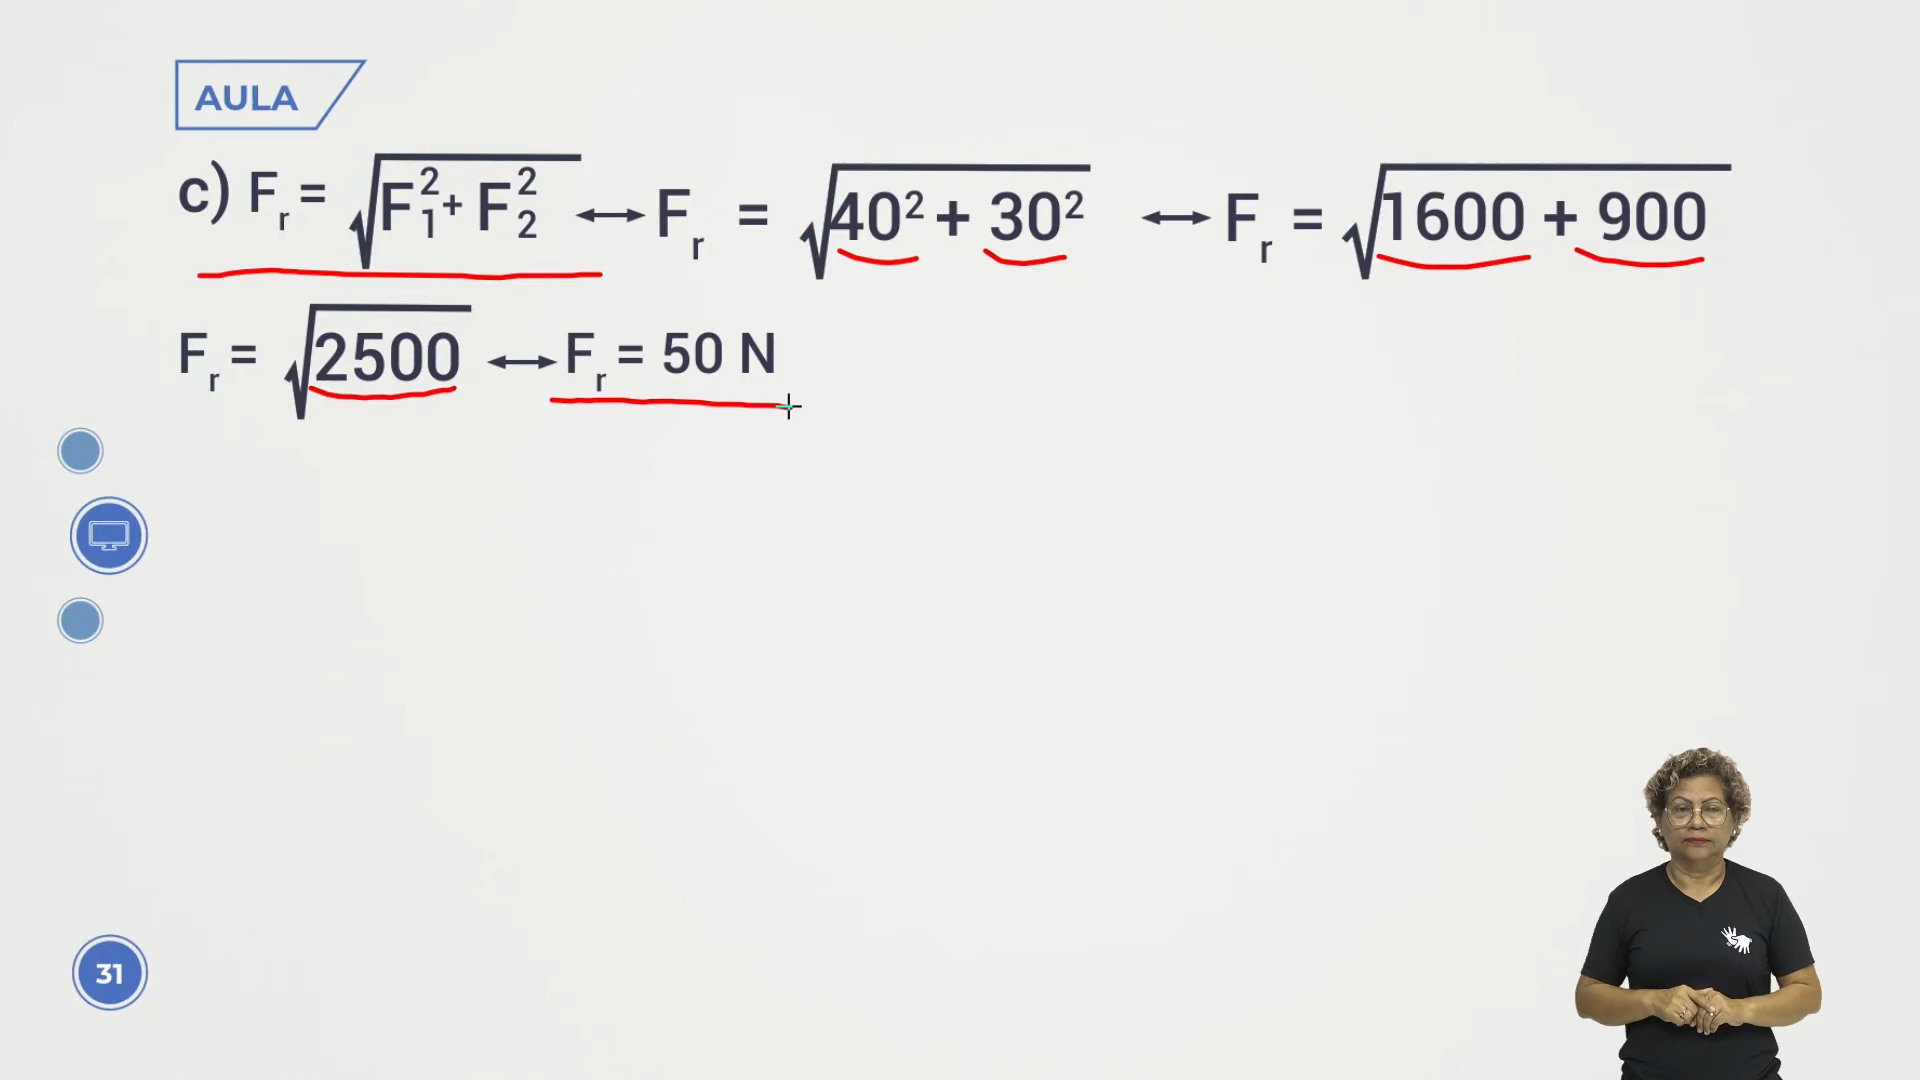 AULA
c) Fᵣ = √F₁² + F₂² ↔ Fᵣ = √40² + 30² ↔ Fᵣ = √1600 + 900
Fᵣ = √2500 ↔ Fᵣ = 50 N
31